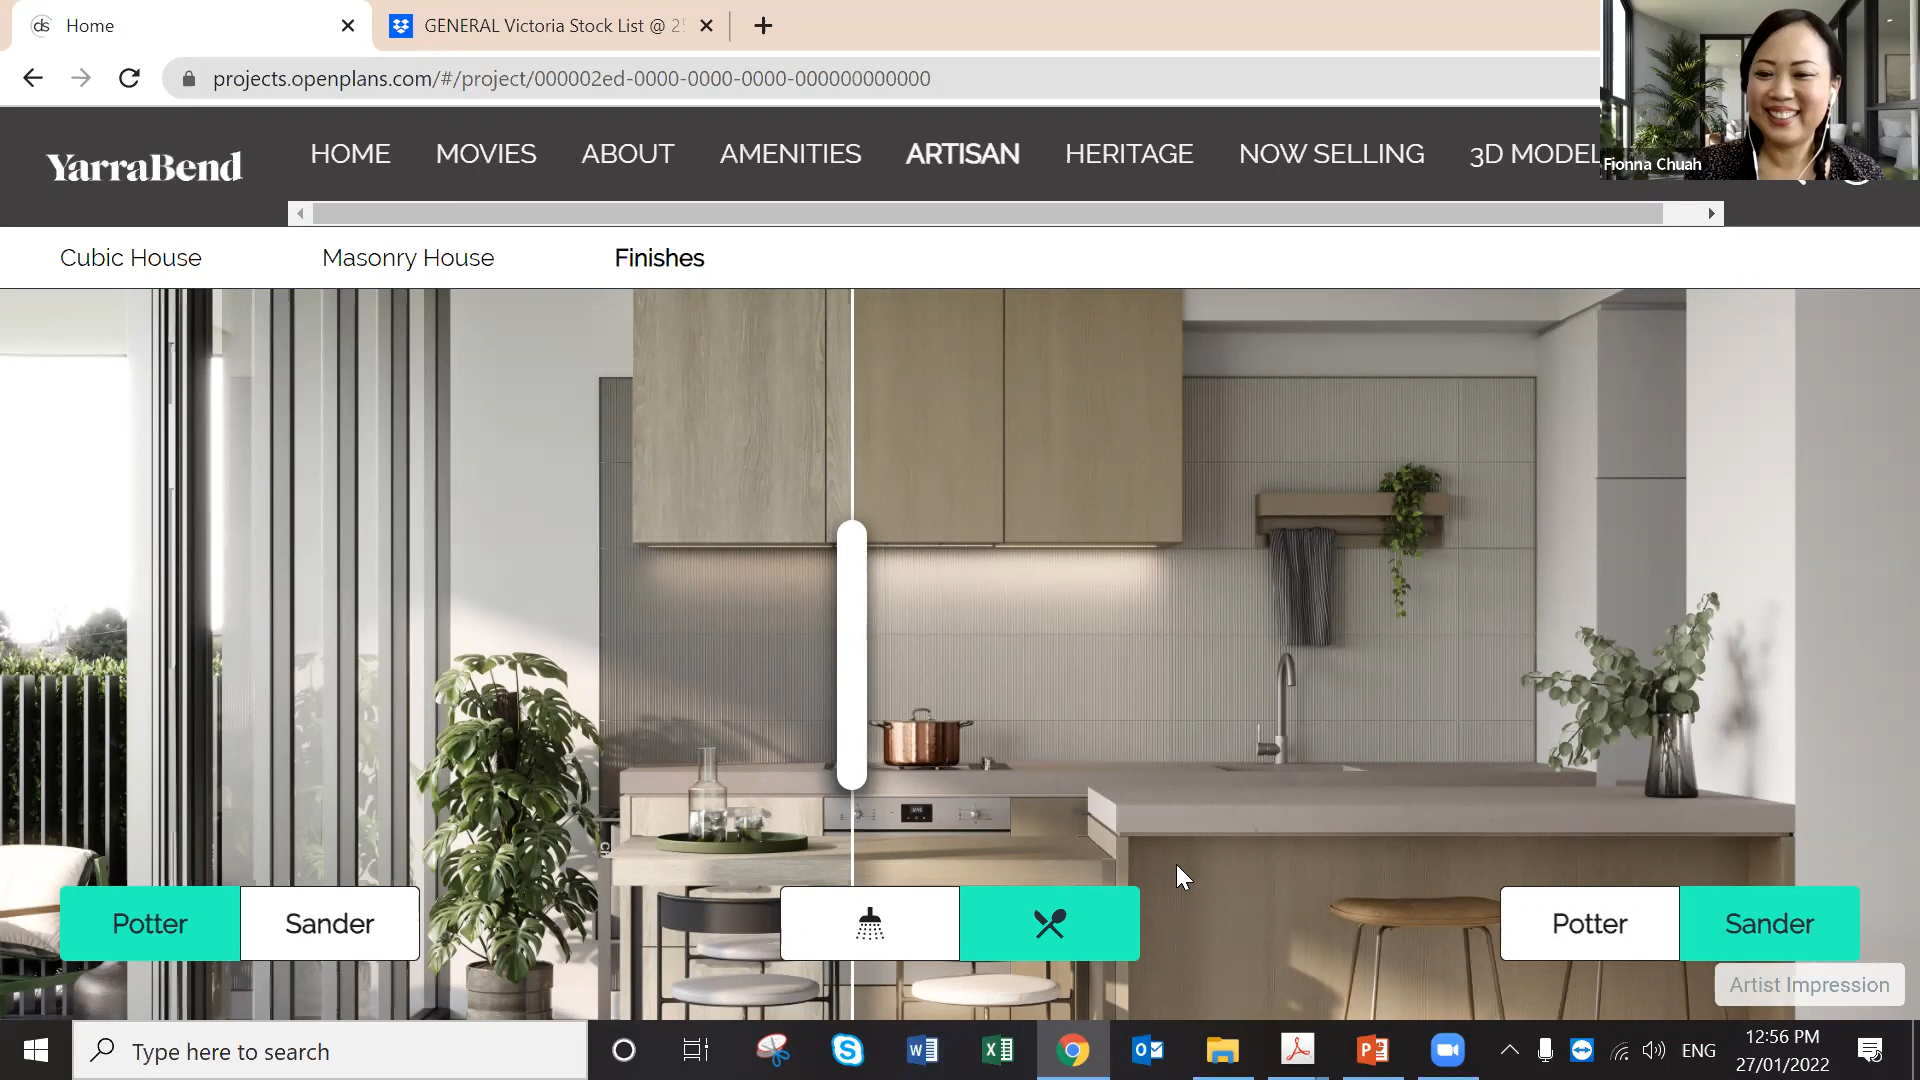 ds Home
GENERAL Victoria Stock List @ 2
projects.openplans.com/#/project/000002ed-0000-0000-0000-000000000000
YarraBend
HOME MOVIES ABOUT AMENITIES ARTISAN HERITAGE NOW SELLING 3D MODEL
Fionna Chuah
Cubic House Masonry House Finishes
Potter Sander
Potter Sander
Artist Impression
Type here to search
ENG
12:56 PM
27/01/2022